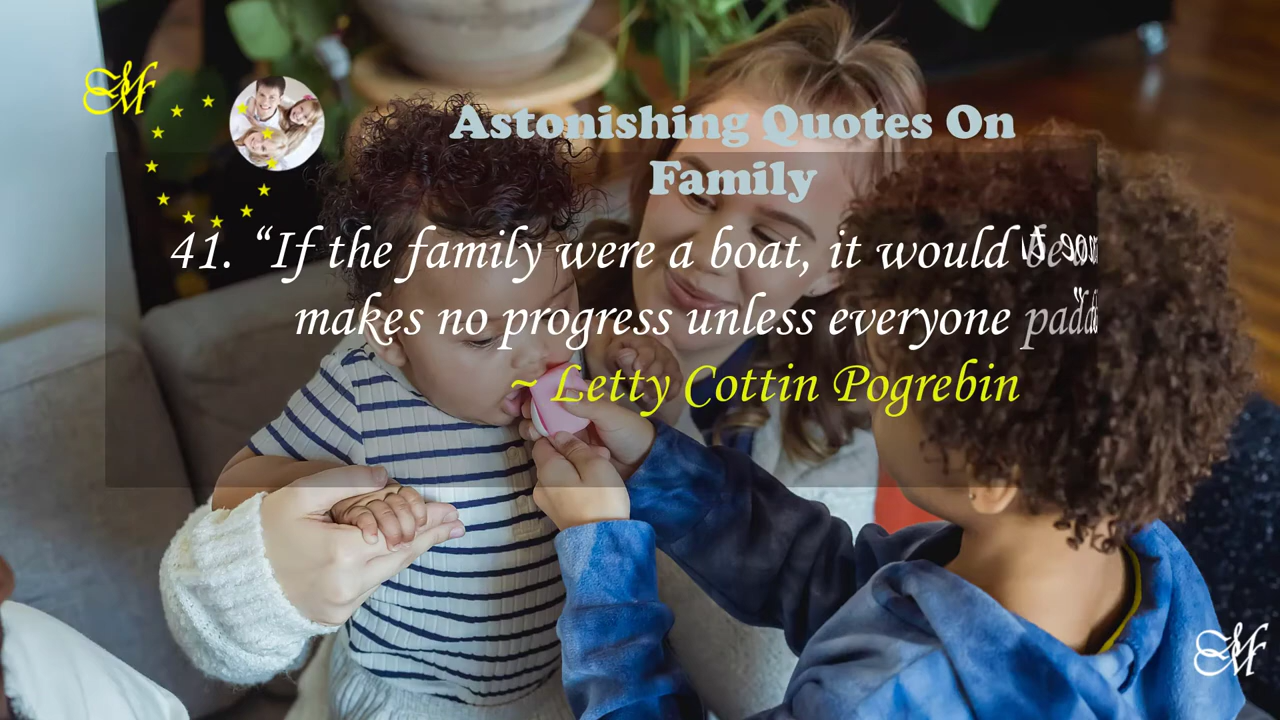 Astonishing Quotes On
Family
41. “If the family were a boat, it would
makes no progress unless everyone
~ Letty Cottin Pogrebin